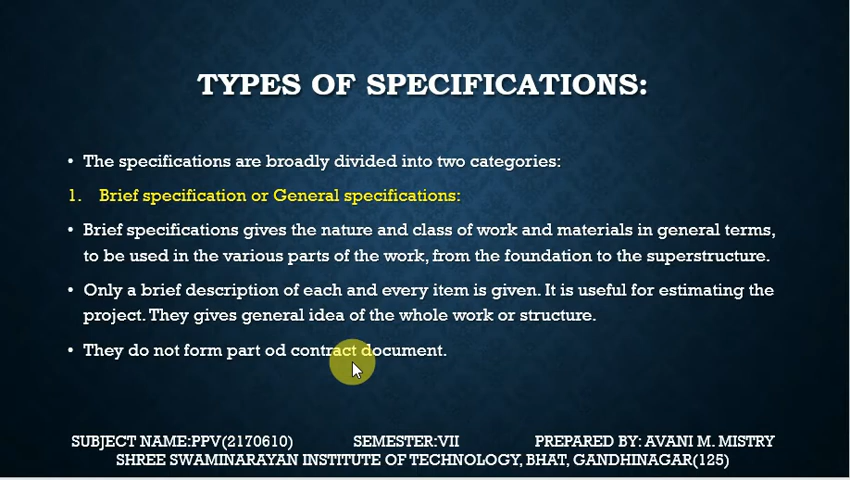 TYPES OF SPECIFICATIONS:
• The specifications are broadly divided into two categories:
1. Brief specification or General specifications:
• Brief specifications gives the nature and class of work and materials in general terms,
to be used in the various parts of the work, from the foundation to the superstructure.
• Only a brief description of each and every item is given. It is useful for estimating the
project. They gives general idea of the whole work or structure.
• They do not form part od contract document.
SUBJECT NAME:PPV(2170610) SEMESTER:VII PREPARED BY: AVANI M. MISTRY
SHREE SWAMINARAYAN INSTITUTE OF TECHNOLOGY, BHAT, GANDHINAGAR(125)